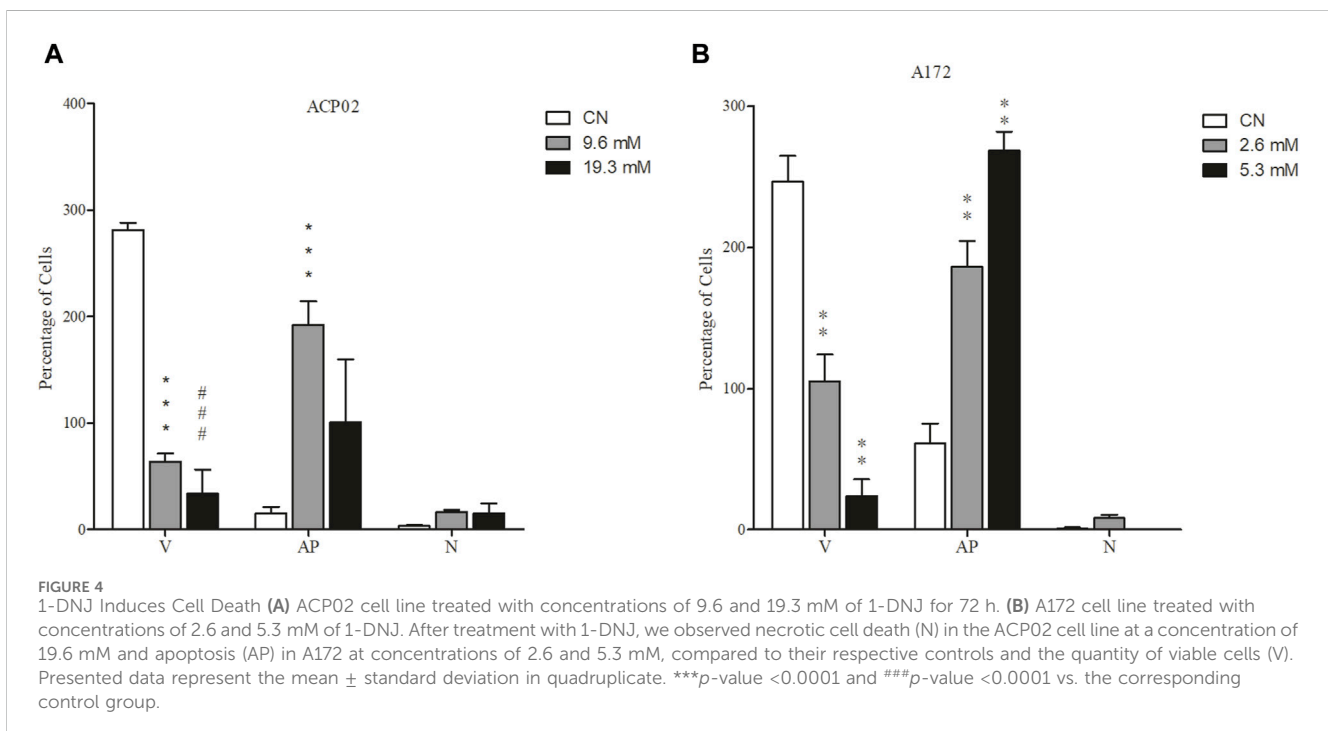 A
ACP02
400
300
200
100
0
Percentage of Cells
CN
9.6 mM
19.3 mM
***
###
***
V AP N
B
A172
300
200
100
0
Percentage of Cells
CN
2.6 mM
5.3 mM
**
**
**
**
V AP N
FIGURE 4
1-DNJ Induces Cell Death (A) ACP02 cell line treated with concentrations of 9.6 and 19.3 mM of 1-DNJ for 72 h. (B) A172 cell line treated with
concentrations of 2.6 and 5.3 mM of 1-DNJ. After treatment with 1-DNJ, we observed necrotic cell death (N) in the ACP02 cell line at a concentration of
19.6 mM and apoptosis (AP) in A172 at concentrations of 2.6 and 5.3 mM, compared to their respective controls and the quantity of viable cells (V).
Presented data represent the mean ± standard deviation in quadruplicate. ***p-value <0.0001 and ###p-value <0.0001 vs. the corresponding
control group.